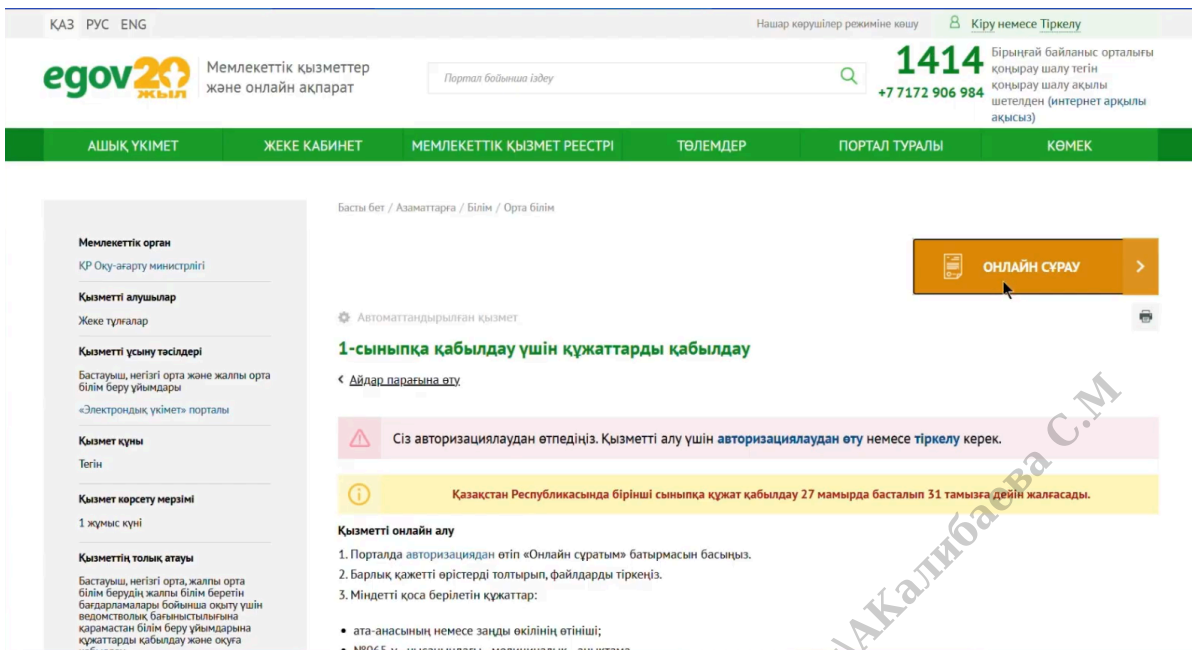 ҚАЗ РУС ENG
Нашар көрушілер режиміне көшу
Кіру немесе Тіркелу
egov20
ЖЫЛ
Мемлекеттік қызметтер
және онлайн ақпарат
Портал бойынша іздеу
1414
+7 7172 906 984
Бірыңғай байланыс орталығы
қоңырау шалу тегін
қоңырау шалу ақылы
шетелден (интернет арқылы
ақысыз)
АШЫҚ ҮКІМЕТ ЖЕКЕ КАБИНЕТ МЕМЛЕКЕТТІК ҚЫЗМЕТ РЕЕСТРІ ТӨЛЕМДЕР ПОРТАЛ ТУРАЛЫ КӨМЕК
Мемлекеттік орган
ҚР Оқу-ағарту министрлігі
Қызметті алушылар
Жеке тұлғалар
Қызметті ұсыну тәсілдері
Бастауыш, негізгі орта және жалпы орта
білім беру ұйымдары
«Электрондық үкімет» порталы
Қызмет құны
Тегін
Қызмет көрсету мерзімі
1 жұмыс күні
Қызметтің толық атауы
Бастауыш, негізгі орта, жалпы орта
білім берудің жалпы білім беретін
бағдарламалары бойынша оқыту үшін
ведомстволық бағыныстылығына
қарамастан білім беру ұйымдарына
құжаттарды қабылдау және оқуға
Басты бет / Азаматтарға / Білім / Орта білім
ОНЛАЙН СҰРАУ
Автоматтандырылған қызмет
1-сыныпқа қабылдау үшін құжаттарды қабылдау
Айдар парағына өту
Сіз авторизациялаудан өтпедіңіз. Қызметті алу үшін авторизациялаудан өту немесе тіркелу керек.
Қазақстан Республикасында бірінші сыныпқа құжат қабылдау 27 мамырда басталып 31 тамызға дейін жалғасады.
Қызметті онлайн алу
1. Порталда авторизациядан өтіп «Онлайн сұратым» батырмасын басыңыз.
2. Барлық қажетті өрістерді толтырып, файлдарды тіркеңіз.
3. Міндетті қоса берілетін құжаттар:
• ата-анасының немесе заңды өкілінің өтініші;
Калибаева С.М